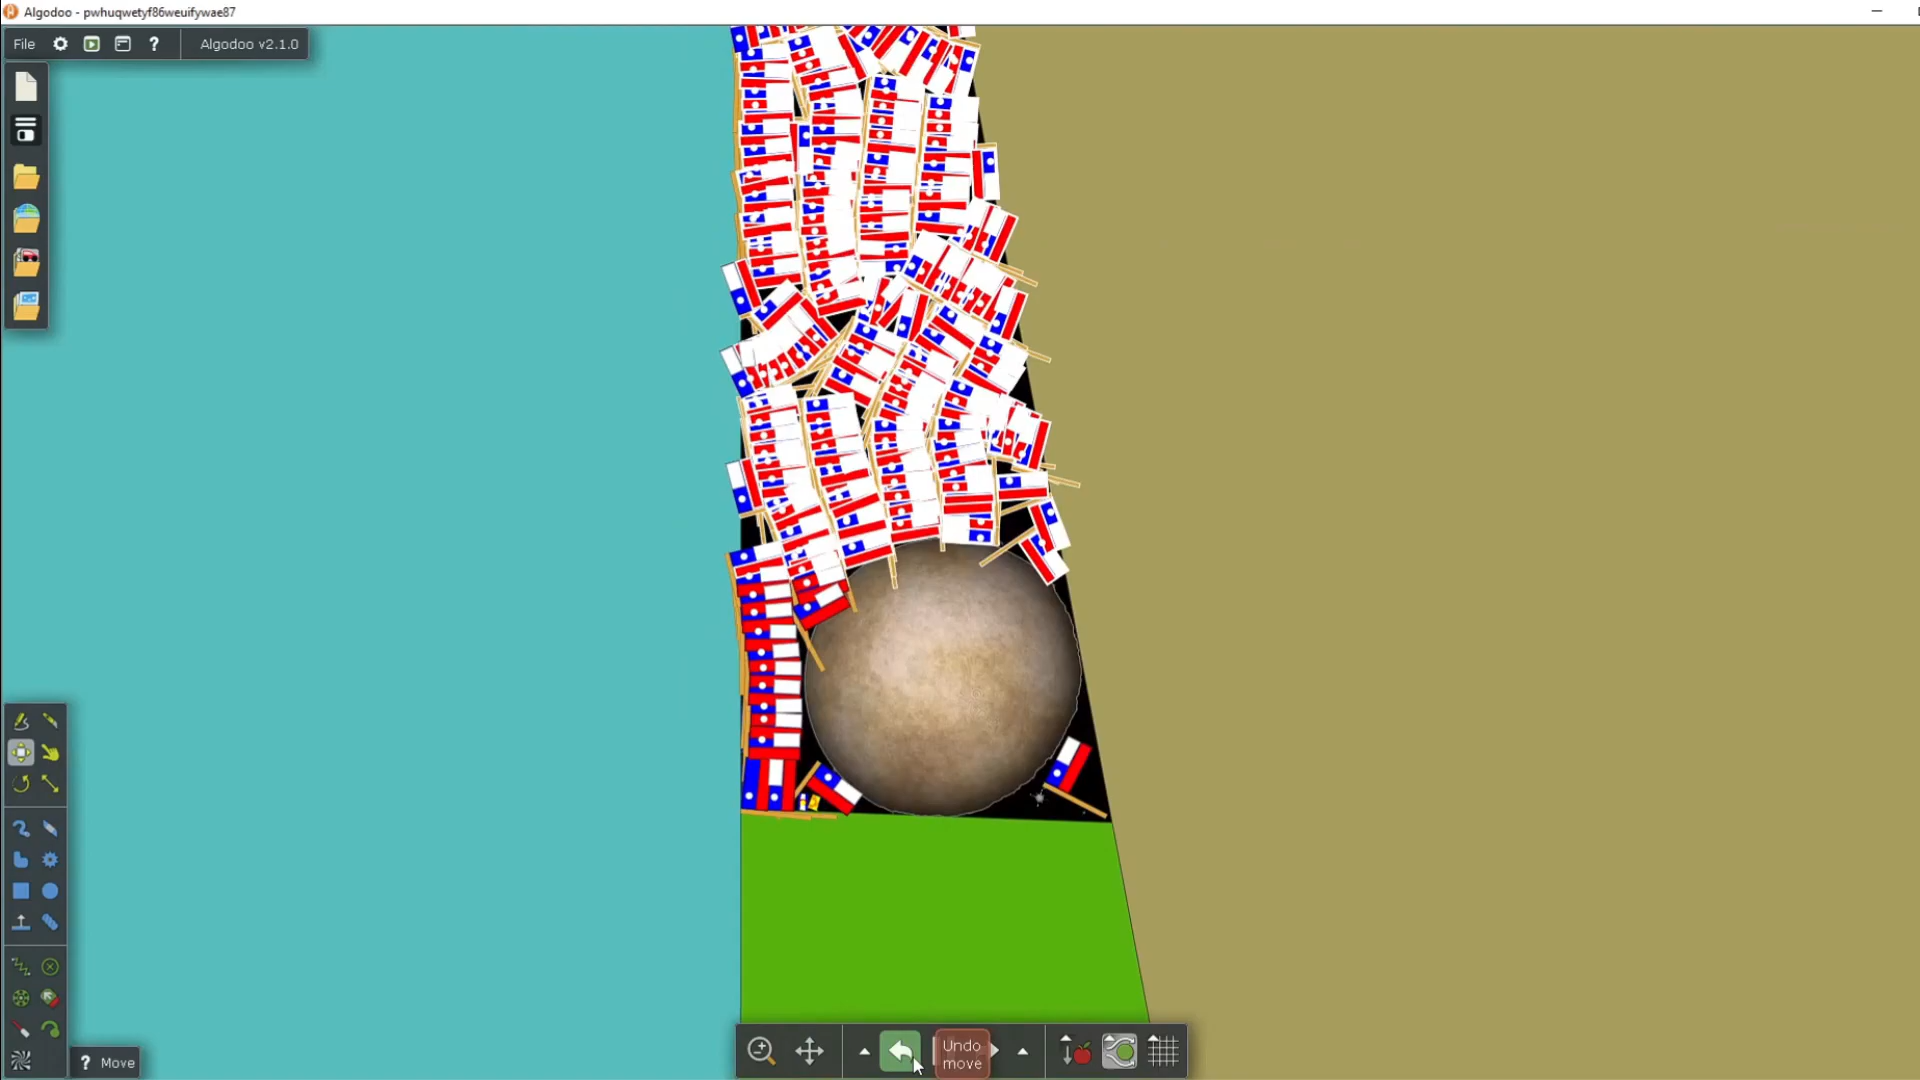 Algodoo - pwhuqwetyf86weuifywae87
File
? Algodoo v2.1.0
? Move
Undo
move